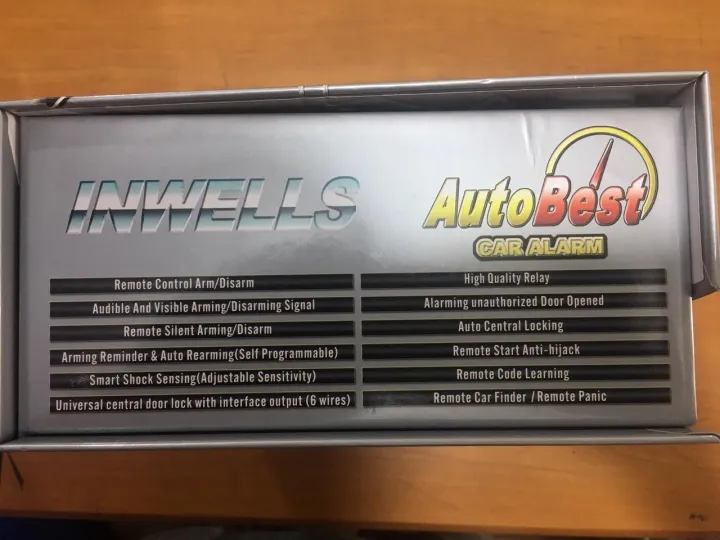 INWELLS
AutoBest
CAR ALARM
Remote Control Arm/Disarm
Audible And Visible Arming/Disarming Signal
Remote Silent Arming/Disarm
Arming Reminder & Auto Rearming(Self Programmable)
Smart Shock Sensing(Adjustable Sensitivity)
Universal central door lock with interface output (6 wires)
High Quality Relay
Alarming unauthorized Door Opened
Auto Central Locking
Remote Start Anti-hijack
Remote Code Learning
Remote Car Finder /Remote Panic